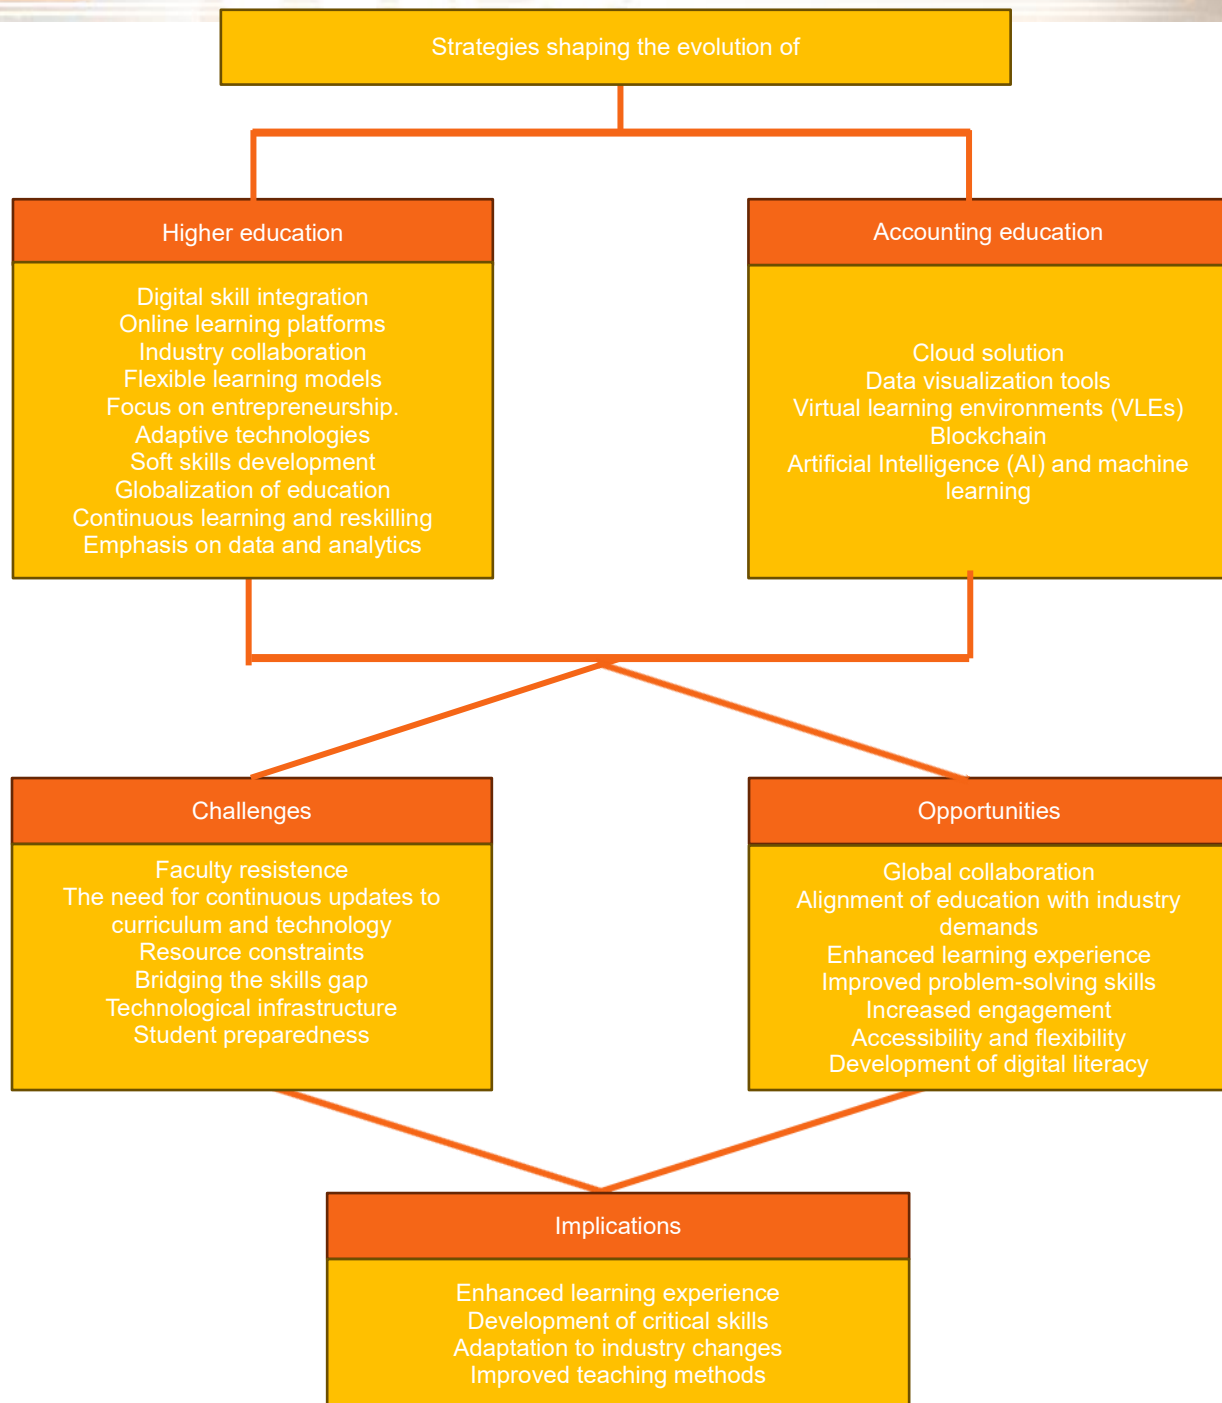 Strategies shaping the evolution of
Higher education
Digital skill integration
Online learning platforms
Industry collaboration
Flexible learning models
Focus on entrepreneurship.
Adaptive technologies
Soft skills development
Globalization of education
Continuous learning and reskilling
Emphasis on data and analytics
Accounting education
Cloud solution
Data visualization tools
Virtual learning environments (VLEs)
Blockchain
Artificial Intelligence (AI) and machine
learning
Challenges
Faculty resistence
The need for continuous updates to
curriculum and technology
Resource constraints
Bridging the skills gap
Technological infrastructure
Student preparedness
Opportunities
Global collaboration
Alignment of education with industry
demands
Enhanced learning experience
Improved problem-solving skills
Increased engagement
Accessibility and flexibility
Development of digital literacy
Implications
Enhanced learning experience
Development of critical skills
Adaptation to industry changes
Improved teaching methods